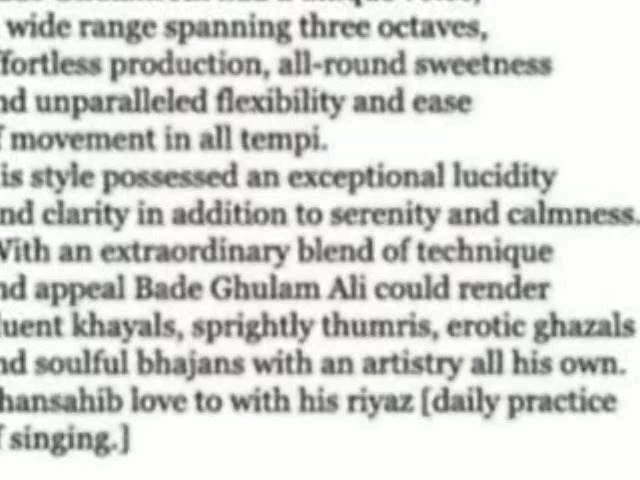 wide range spanning three octaves,
fortless production, all-round sweetness
nd unparalleled flexibility and ease
f movement in all tempi.
is style possessed an exceptional lucidity
nd clarity in addition to serenity and calmness.
With an extraordinary blend of technique
nd appeal Bade Ghulam Ali could render
luent khayals, sprightly thumris, erotic ghazals
nd soulful bhajans with an artistry all his own.
hansahib love to with his riyaz [daily practice
f singing.]